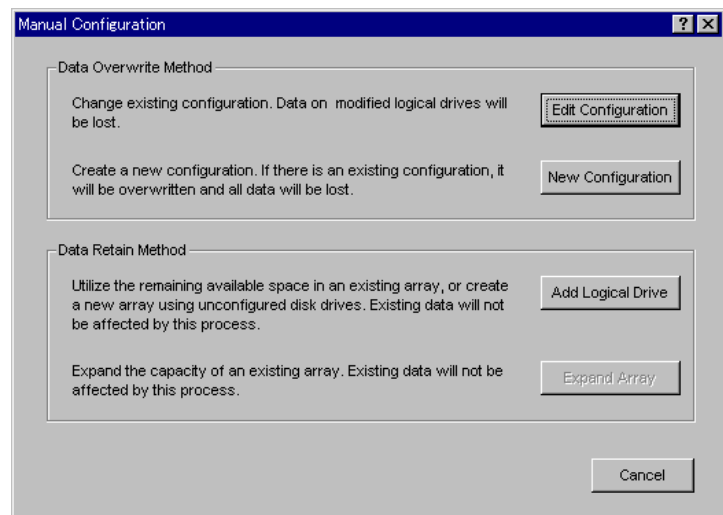 Manual Configuration
Data Overwrite Method
Change existing configuration. Data on modified logical drives will
be lost.
Edit Configuration
Create a new configuration. If there is an existing configuration, it
will be overwritten and all data will be lost.
New Configuration
Data Retain Method
Utilize the remaining available space in an existing array, or create
a new array using unconfigured disk drives. Existing data will not
be affected by this process.
Add Logical Drive
Expand the capacity of an existing array. Existing data will not be
affected by this process.
Expand Array
Cancel